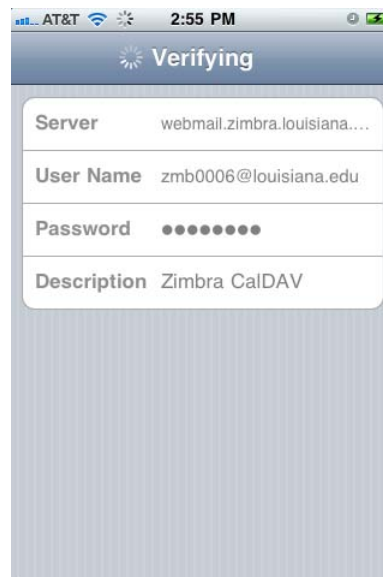 AT&T 2:55 PM
Verifying
Server webmail.zimbra.louisiana....
User Name zmb0006@louisiana.edu
Password ●●●●●●●●
Description Zimbra CalDAV